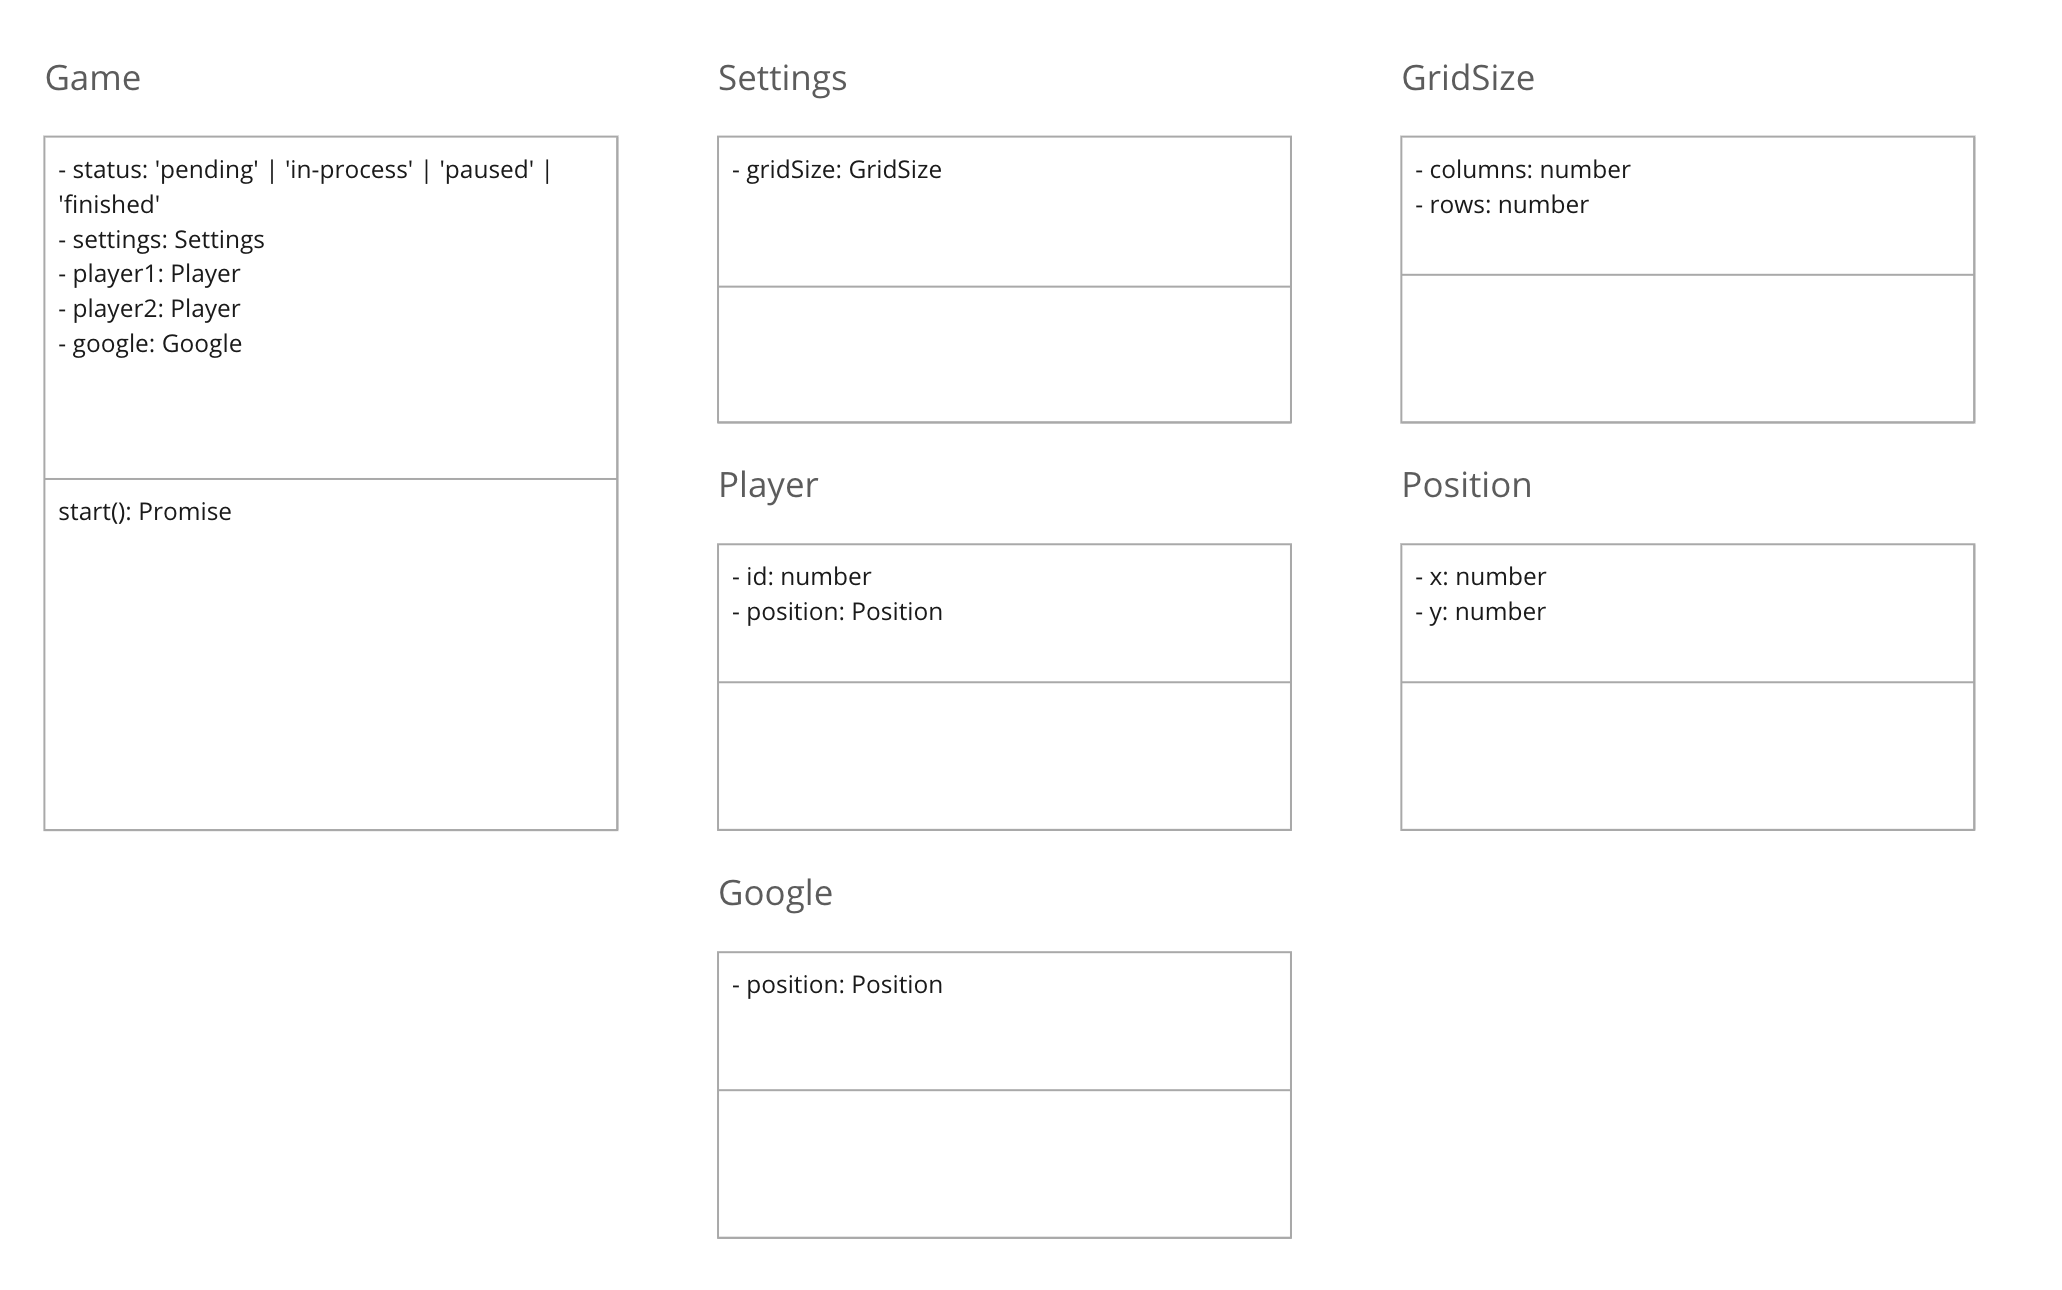 Game
- status: 'pending' | 'in-process' | 'paused' |
'finished'
- settings: Settings
- player1: Player
- player2: Player
- google: Google
start(): Promise
Settings
- gridSize: GridSize
GridSize
- columns: number
- rows: number
Player
- id: number
- position: Position
Position
- x: number
- y: number
Google
- position: Position